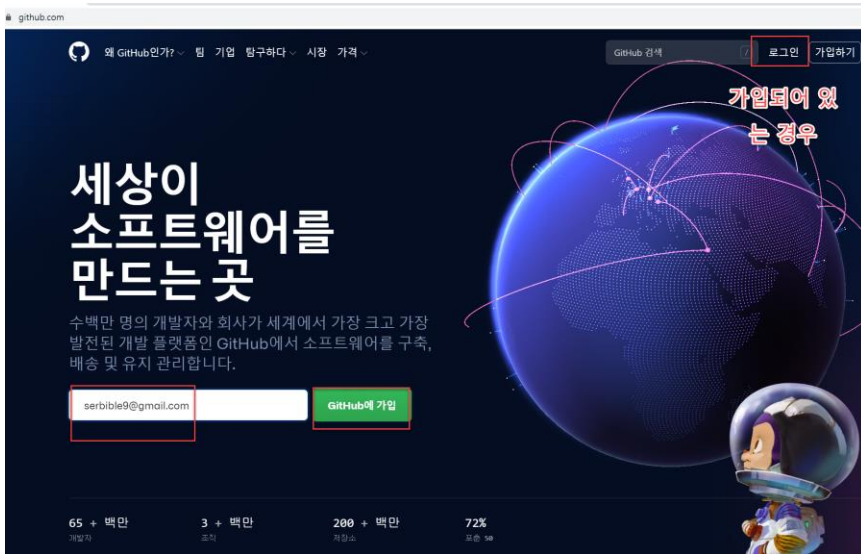 github.com
왜 GitHub인가? 팀 기업 탐구하다 시장 가격
GitHub 검색 / 로그인 가입하기
가입되어 있
는 경우
세상이
소프트웨어를
만드는 곳
수백만 명의 개발자와 회사가 세계에서 가장 크고 가장
발전된 개발 플랫폼인 GitHub에서 소프트웨어를 구축,
배송 및 유지 관리합니다.
serbible9@gmail.com GitHub에 가입
65 + 백만 3 + 백만 200 + 백만 72%
개발자 조직 저장소 포춘 50